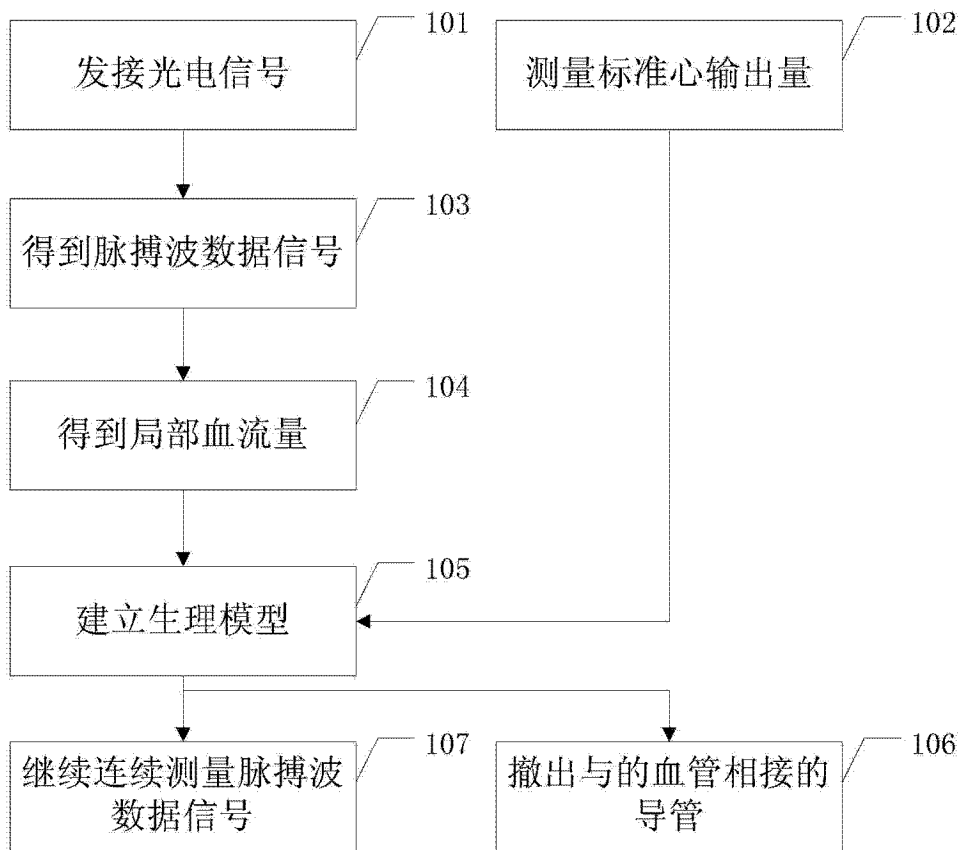 发接光电信号
101
测量标准心输出量
102
得到脉搏波数据信号
103
得到局部血流量
104
建立生理模型
105
继续连续测量脉搏波
数据信号
107
撤出与的血管相接的
导管
106